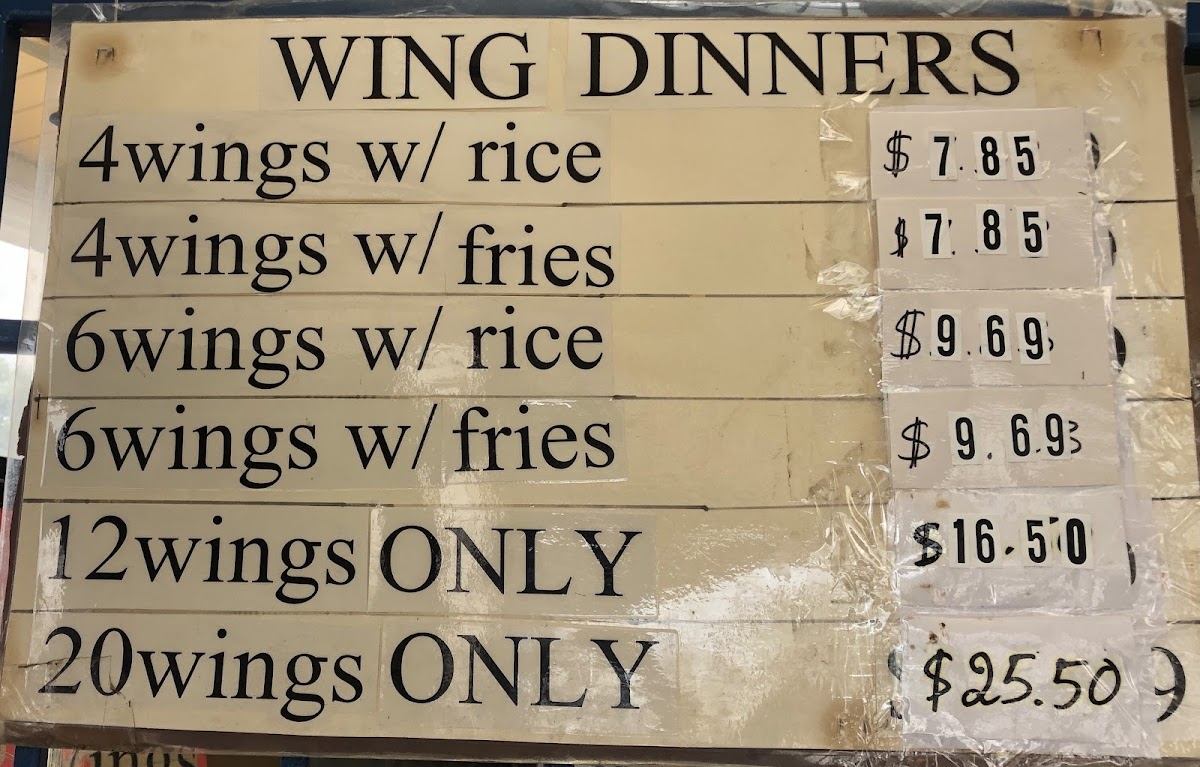 WING DINNERS
4wings w/ rice $ 7.85
4wings w/ fries $ 7.85
6wings w/ rice $ 9.69
6wings w/ fries $ 9.69
12wings ONLY $16.50
20wings ONLY $25.50